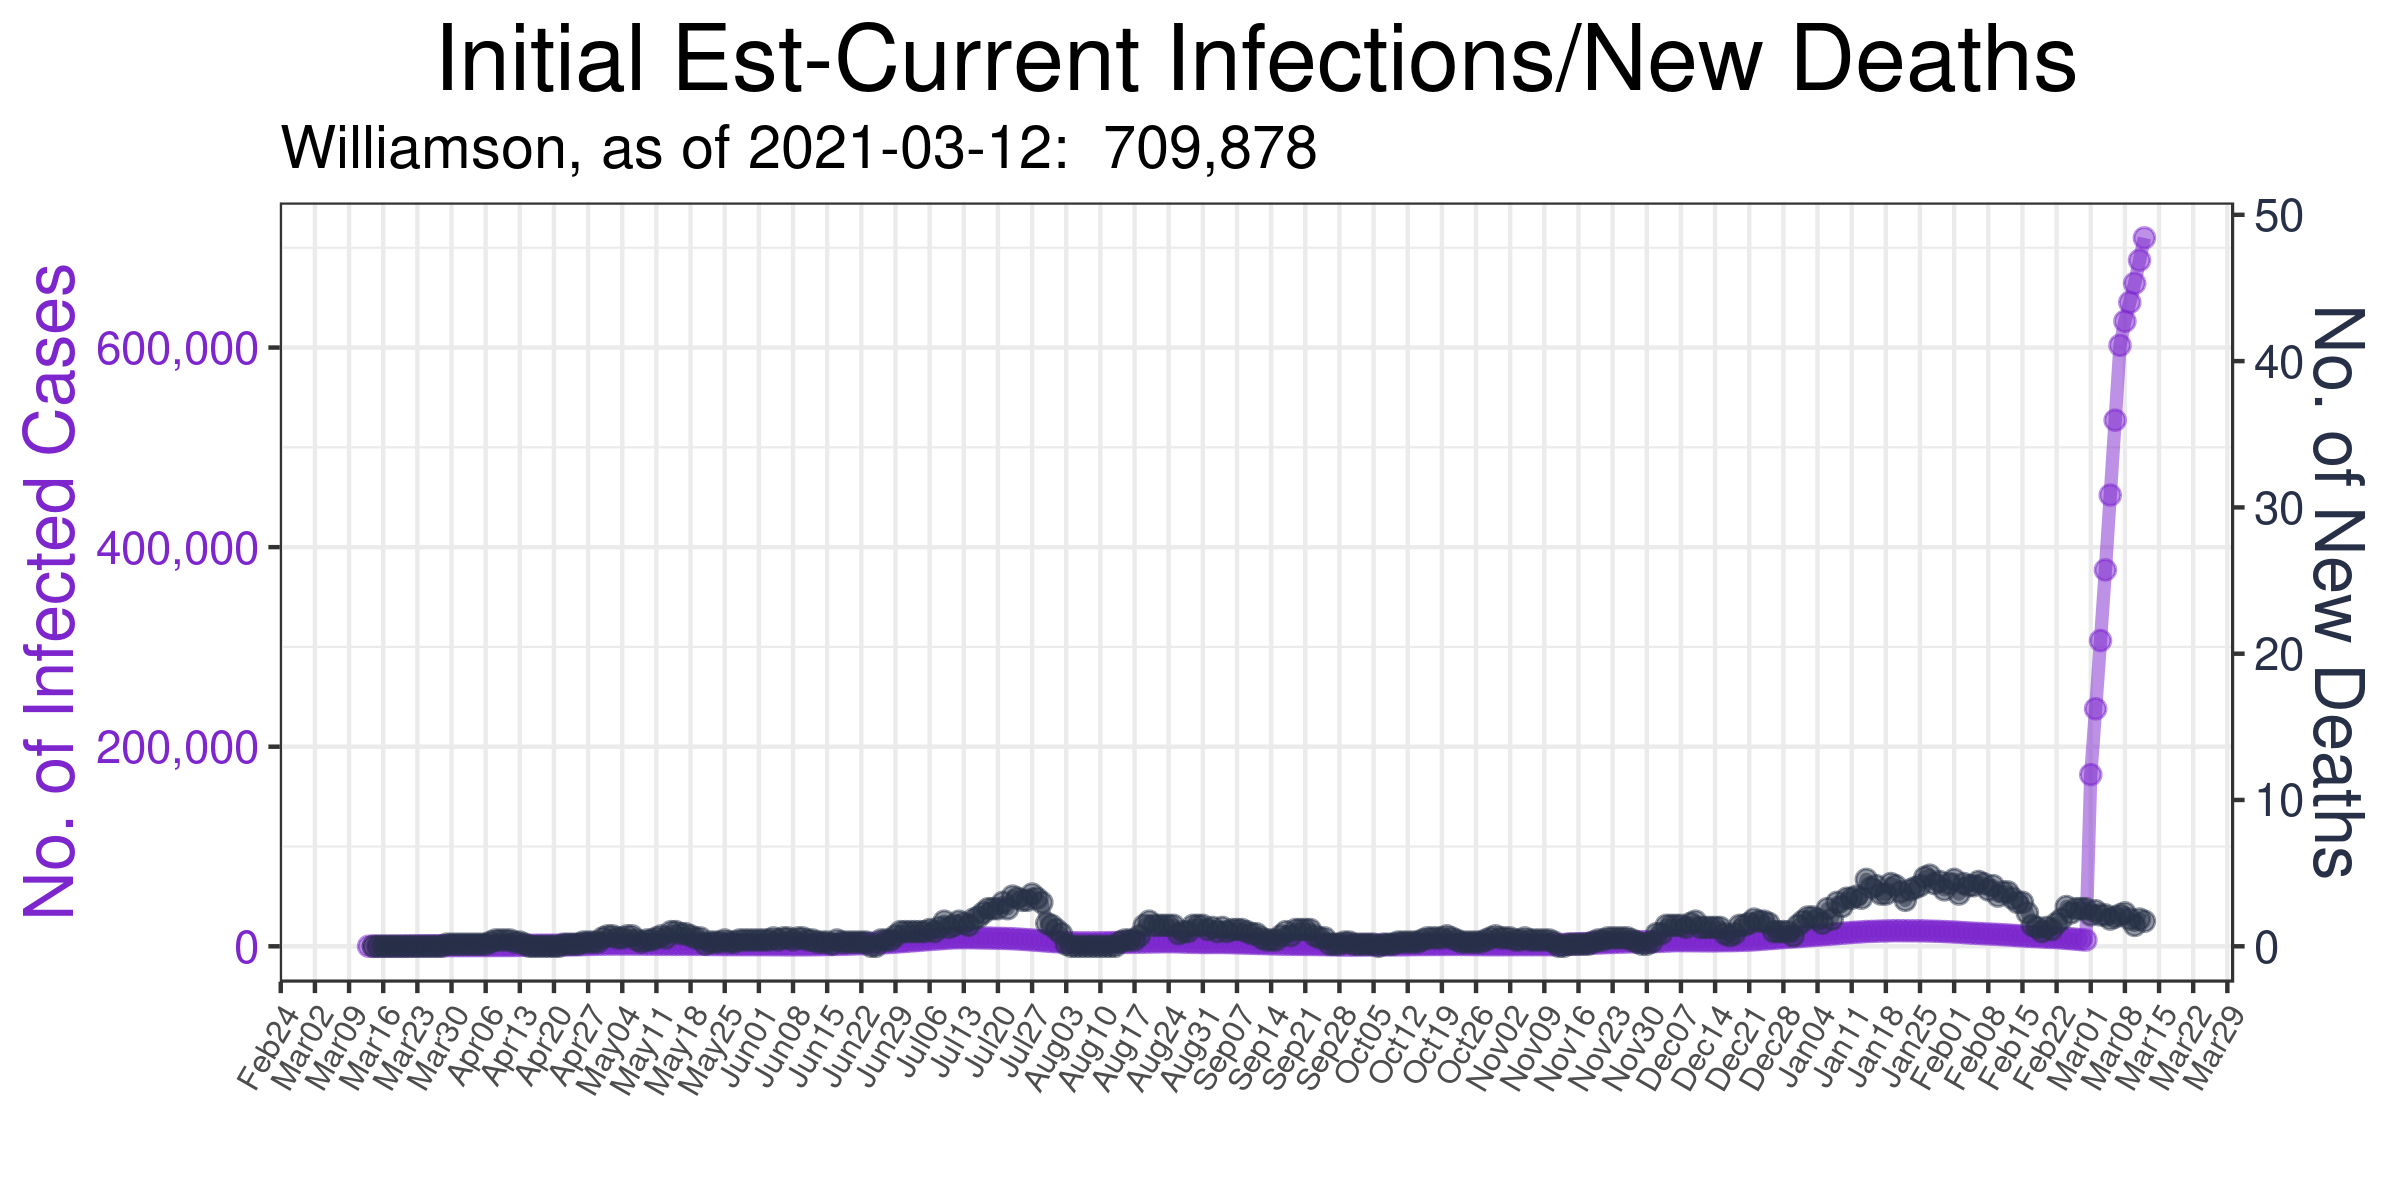 Initial Est-Current Infections/New Deaths
Williamson, as of 2021-03-12: 709,878
No. of Infected Cases
600,000
400,000
200,000
0
50
40
30
20
10
0
No. of New Deaths
Feb24
Mar02
Mar09
Mar16
Mar23
Mar30
Apr06
Apr13
Apr20
Apr27
May04
May11
May18
May25
Jun01
Jun08
Jun15
Jun22
Jun29
Jul06
Jul13
Jul20
Jul27
Aug03
Aug10
Aug17
Aug24
Aug31
Sep07
Sep14
Sep21
Sep28
Oct05
Oct12
Oct19
Oct26
Nov02
Nov09
Nov16
Nov23
Nov30
Dec07
Dec14
Dec21
Dec28
Jan04
Jan11
Jan18
Jan25
Feb01
Feb08
Feb15
Feb22
Mar01
Mar08
Mar15
Mar22
Mar29